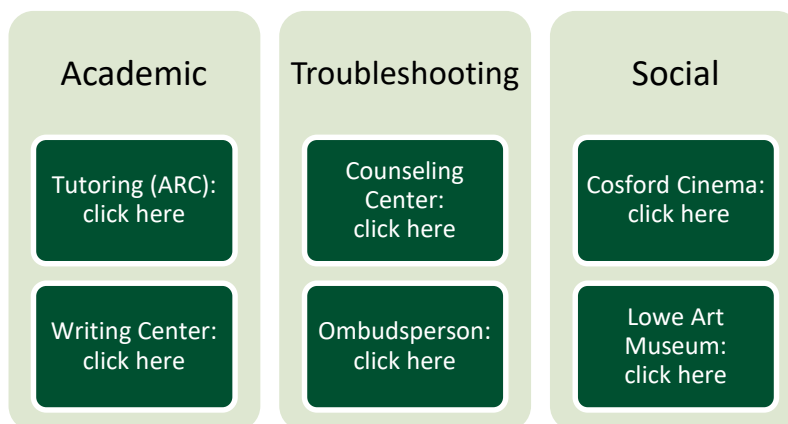 Academic
Tutoring (ARC):
click here
Writing Center:
click here
Troubleshooting
Counseling
Center:
click here
Ombudsperson:
click here
Social
Cosford Cinema:
click here
Lowe Art
Museum:
click here